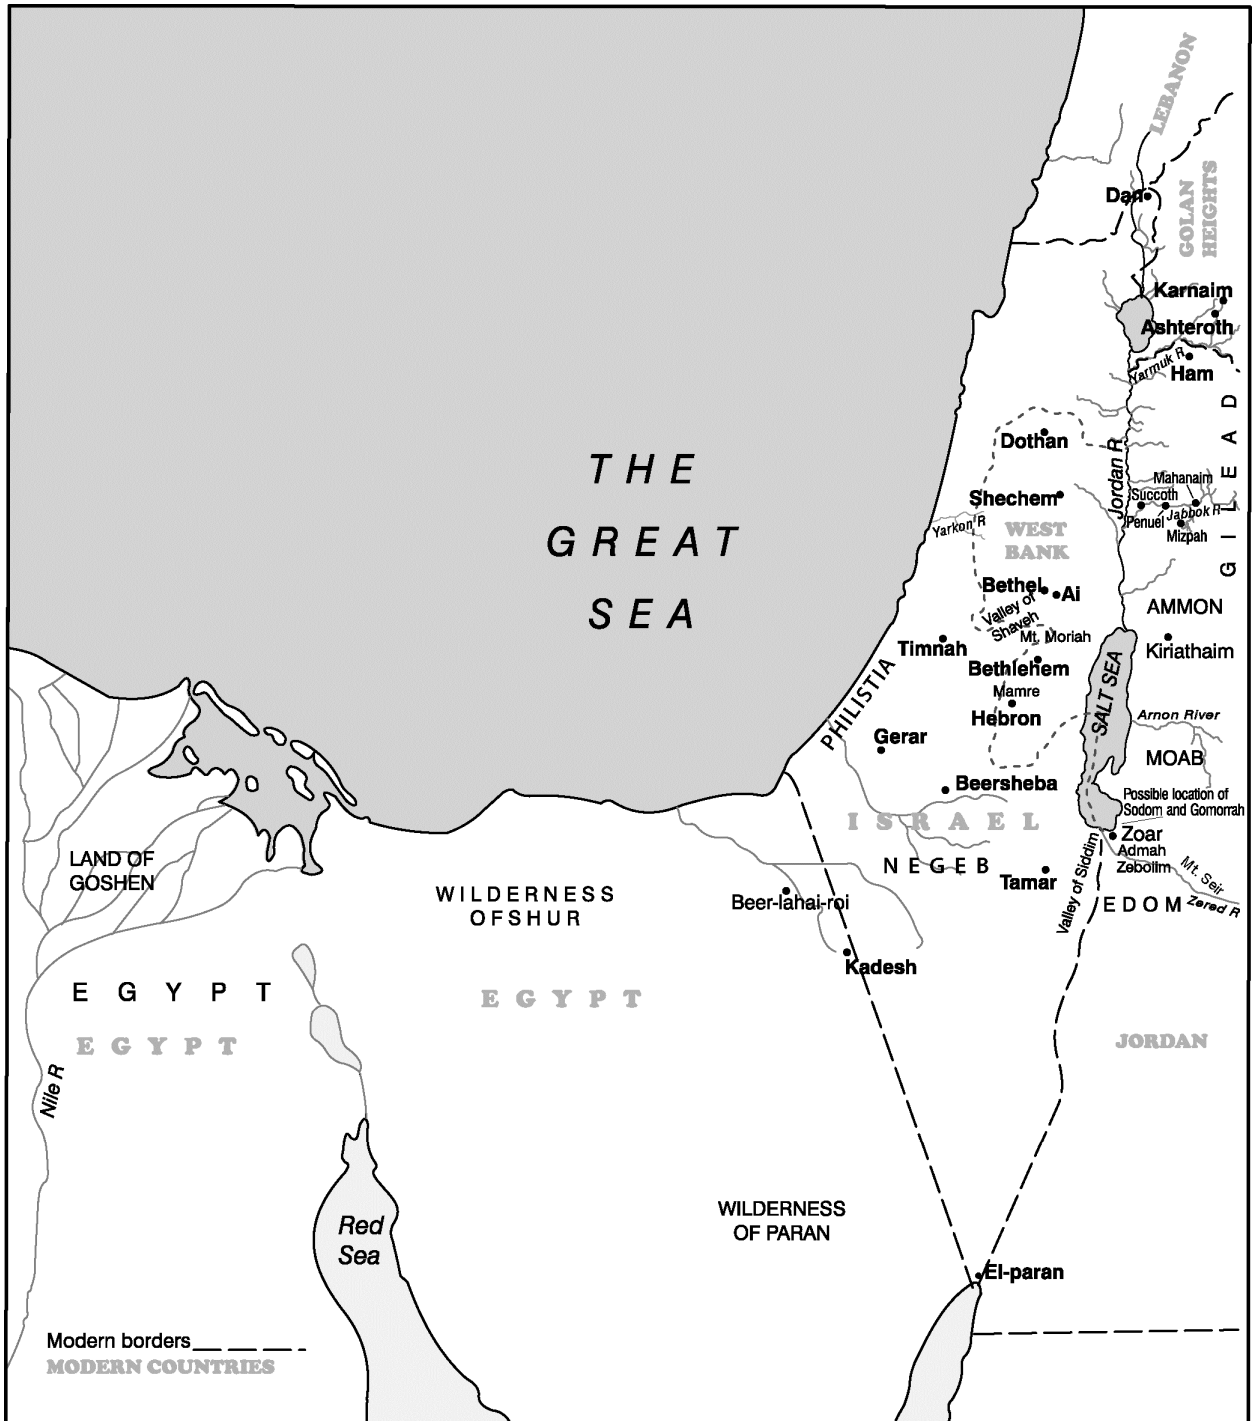 LEBANON
GOLAN
HEIGHTS
Dan
Karnaim
Ashteroth
Yarmuk R
Ham
GILEAD
THE
GREAT
SEA
Dothan
Jordan R
Shechem
Mahanaim
Succoth
Penuel
Jabbok R
Mizpah
Yarkon R
WEST
BANK
Bethel
Ai
Valley of
Shaveh
AMMON
Mt. Moriah
Timnah
Kiriathaim
Bethlehem
Mamre
Hebron
SALT SEA
PHILISTIA
Arnon River
Gerar
MOAB
Beersheba
Possible location of
Sodom and Gomorrah
ISRAEL
Zoar
Admah
Zeboiim
NEGEB
Tamar
Valley of Siddim
Mt. Seir
Zered R
EDOM
LAND OF
GOSHEN
WILDERNESS
OFSHUR
Beer-lahai-roi
Kadesh
EGYPT
EGYPT
EGYPT
JORDAN
Nile R
Red
Sea
WILDERNESS
OF PARAN
El-paran
Modern borders
MODERN COUNTRIES